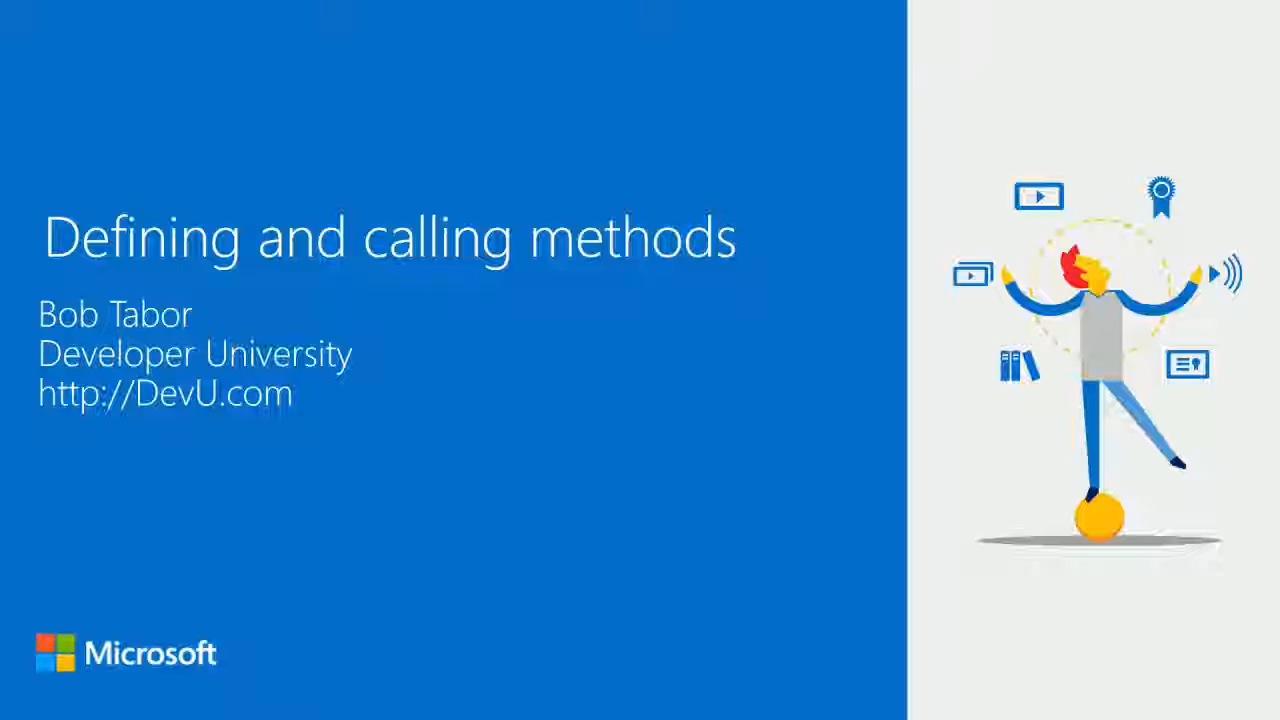 Defining and calling methods
Bob Tabor
Developer University
http://DevU.com
Microsoft